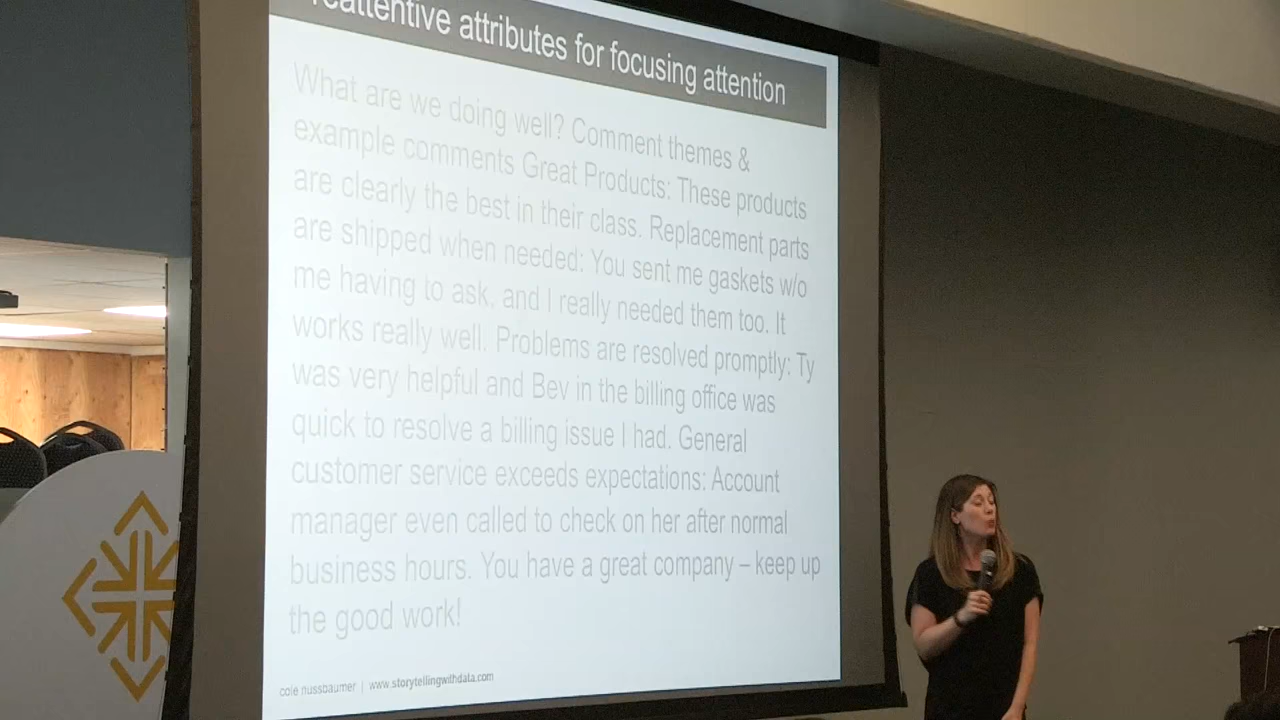 reattentive attributes for focusing attention
What are we doing well? Comment themes &
example comments Great Products: These products
are clearly the best in their class. Replacement parts
are shipped when needed: You sent me gaskets w/o
me having to ask, and I really needed them too. It
works really well. Problems are resolved promptly: Ty
was very helpful and Bev in the billing office was
quick to resolve a billing issue I had. General
customer service exceeds expectations: Account
manager even called to check on her after normal
business hours. You have a great company – keep up
the good work!
cole nussbaumer | www.storytellingwithdata.com